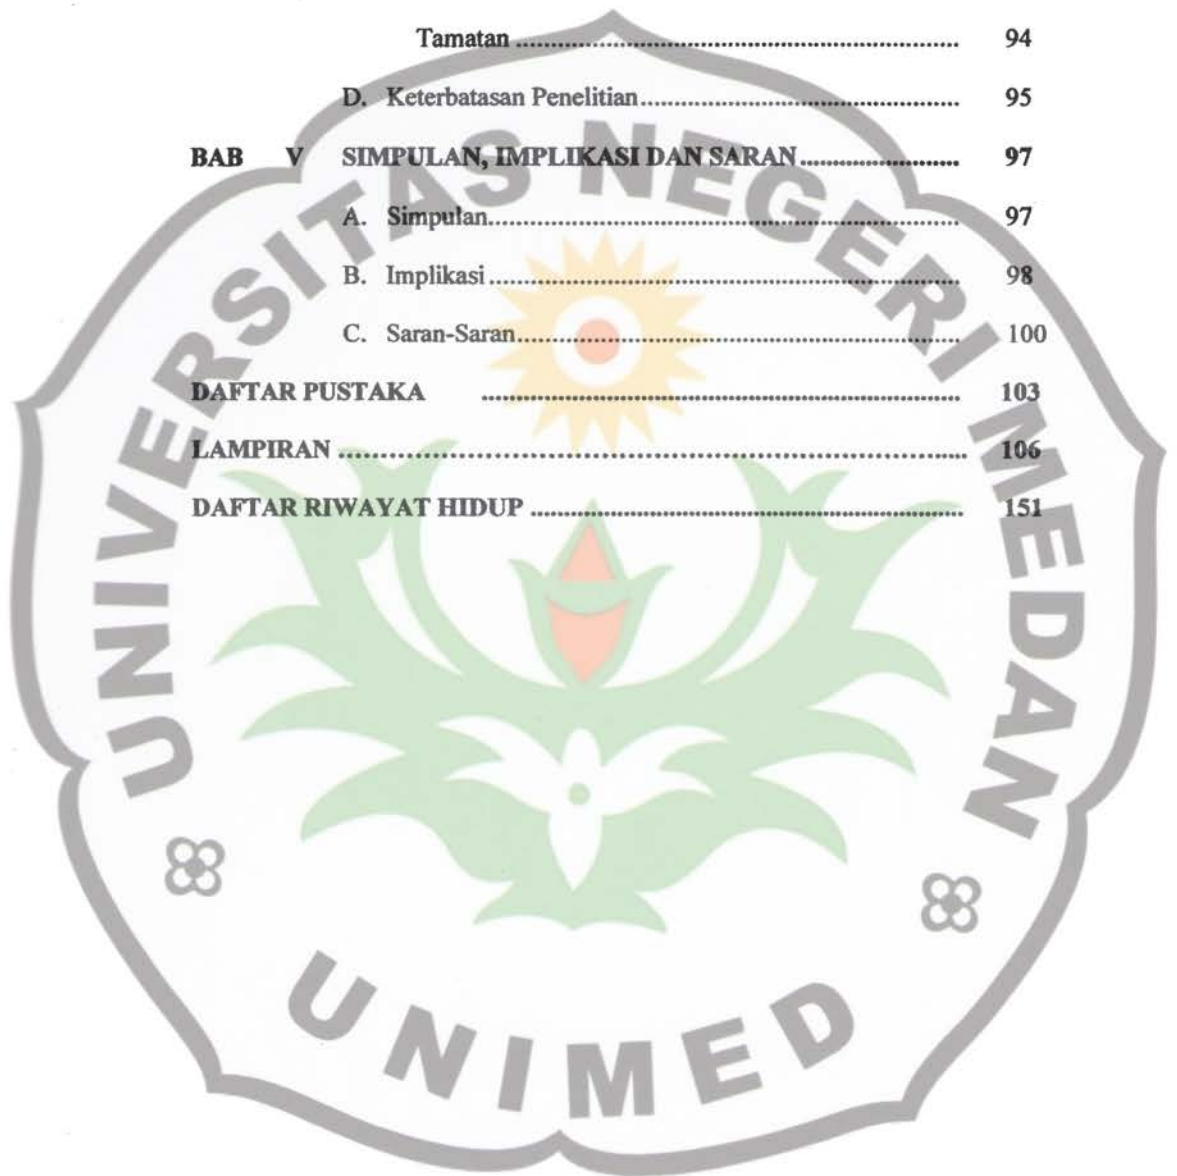 Tamatan ........................................................................ 94
D. Keterbatasan Penelitian .................................................... 95
BAB V SIMPULAN, IMPLIKASI DAN SARAN .......................... 97
A. Simpulan ........................................................................ 97
B. Implikasi ........................................................................ 98
C. Saran-Saran .................................................................... 100
DAFTAR PUSTAKA ................................................................ 103
LAMPIRAN ............................................................................ 106
DAFTAR RIWAYAT HIDUP ...................................................... 151
UNIVERSITAS NEGERI MEDAN
UNIMED